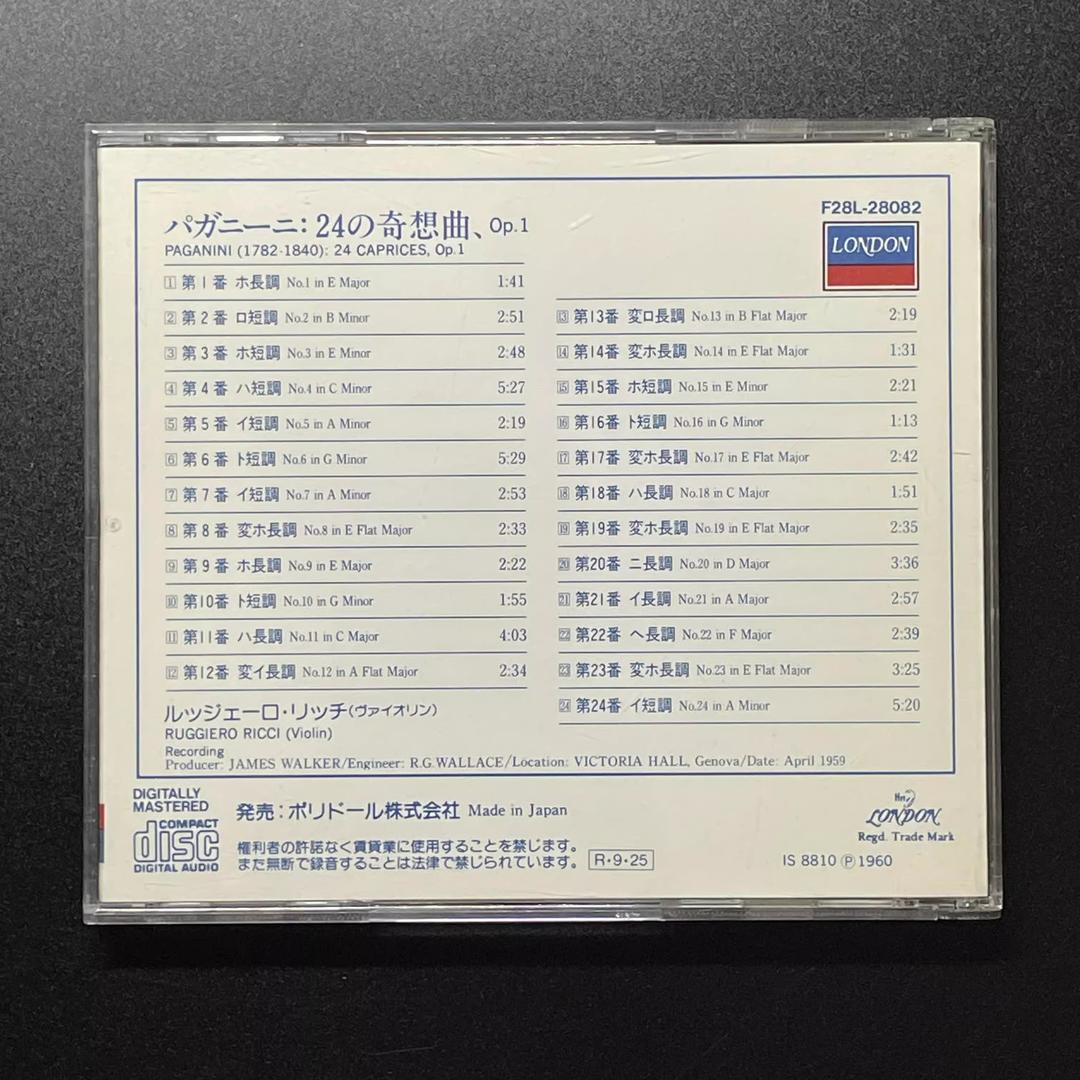 パガニーニ：24の奇想曲、Op.1
PAGANINI (1782-1840): 24 CAPRICES, Op.1
1 第1番 ホ長調 No.1 in E Major 1:41
2 第2番 ロ短調 No.2 in B Minor 2:51
3 第3番 ホ短調 No.3 in E Minor 2:48
4 第4番 ハ短調 No.4 in C Minor 5:27
5 第5番 イ短調 No.5 in A Minor 2:19
6 第6番 ト短調 No.6 in G Minor 5:29
7 第7番 イ短調 No.7 in A Minor 2:53
8 第8番 変ホ長調 No.8 in E Flat Major 2:33
9 第9番 ホ長調 No.9 in E Major 2:22
10 第10番 ト短調 No.10 in G Minor 1:55
11 第11番 ハ長調 No.11 in C Major 4:03
12 第12番 変イ長調 No.12 in A Flat Major 2:34
F28L-28082
LONDON
13 第13番 変ロ長調 No.13 in B Flat Major 2:19
14 第14番 変ホ長調 No.14 in E Flat Major 1:31
15 第15番 ホ短調 No.15 in E Minor 2:21
16 第16番 ト短調 No.16 in G Minor 1:13
17 第17番 変ホ長調 No.17 in E Flat Major 2:42
18 第18番 ハ長調 No.18 in C Major 1:51
19 第19番 変ホ長調 No.19 in E Flat Major 2:35
20 第20番 ニ長調 No.20 in D Major 3:36
21 第21番 イ長調 No.21 in A Major 2:57
22 第22番 ヘ長調 No.22 in F Major 2:39
23 第23番 変ホ長調 No.23 in E Flat Major 3:25
24 第24番 イ短調 No.24 in A Minor 5:20
ルッジェーロ・リッチ(ヴァイオリン)
RUGGIERO RICCI (Violin)
Recording
Producer: JAMES WALKER/Engineer: R.G.WALLACE/Location: VICTORIA HALL, Genova/Date: April 1959
DIGITALLY
MASTERED
COMPACT
disc
DIGITAL AUDIO
発売：ポリドール株式会社 Made in Japan
権利者の許諾なく賃貸業に使用することを禁じます。
また無断で録音することは法律で禁じられています。 R・9・25
LONDON
Regd. Trade Mark
IS 8810 Ⓟ 1960